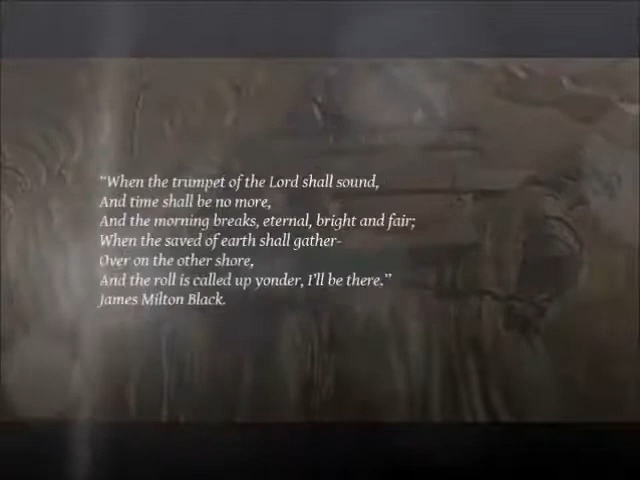 “When the trumpet of the Lord shall sound,
And time shall be no more,
And the morning breaks, eternal, bright and fair;
When the saved of earth shall gather-
Over on the other shore,
And the roll is called up yonder, I’ll be there.”
James Milton Black.